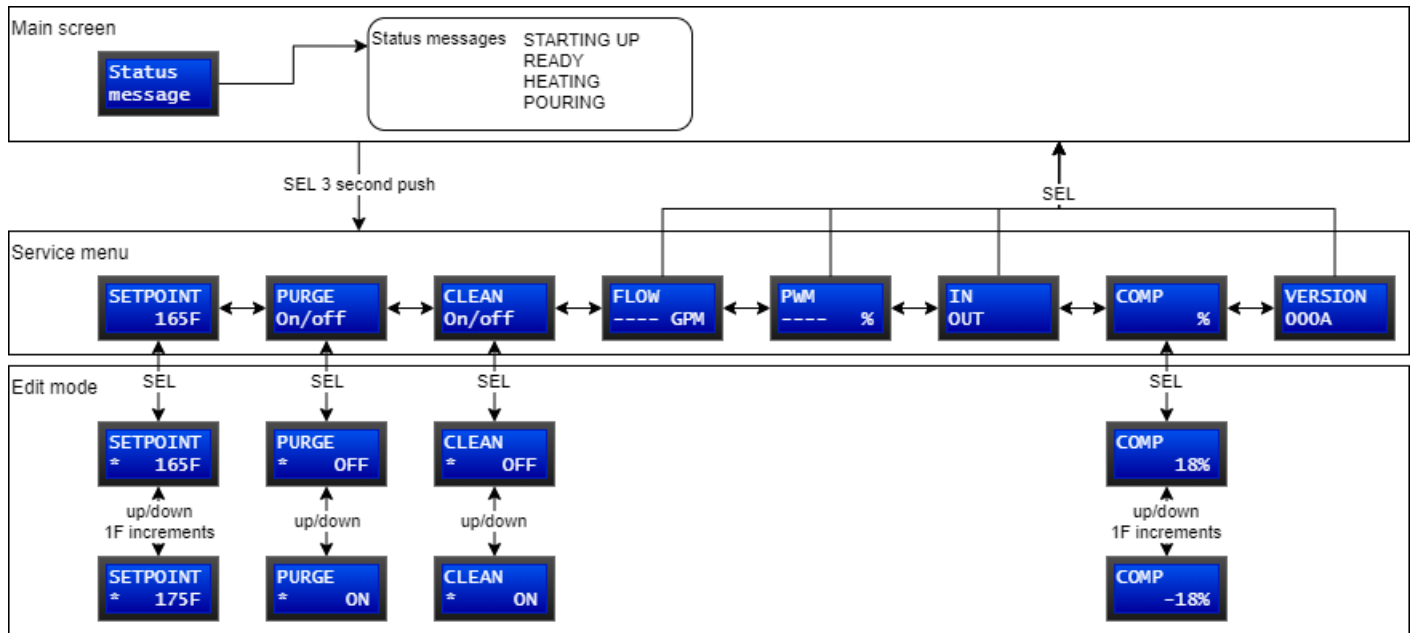 Main screen
Status
message
Status messages
STARTING UP
READY
HEATING
POURING
SEL 3 second push
SEL
Service menu
SETPOINT
165F
PURGE
On/off
CLEAN
On/off
FLOW
---- GPM
PWM
---- %
IN
OUT
COMP
%
VERSION
000A
Edit mode
SEL
SEL
SEL
SEL
SETPOINT
* 165F
PURGE
* OFF
CLEAN
* OFF
COMP
18%
up/down
1F increments
up/down
up/down
up/down
1F increments
SETPOINT
* 175F
PURGE
* ON
CLEAN
* ON
COMP
-18%